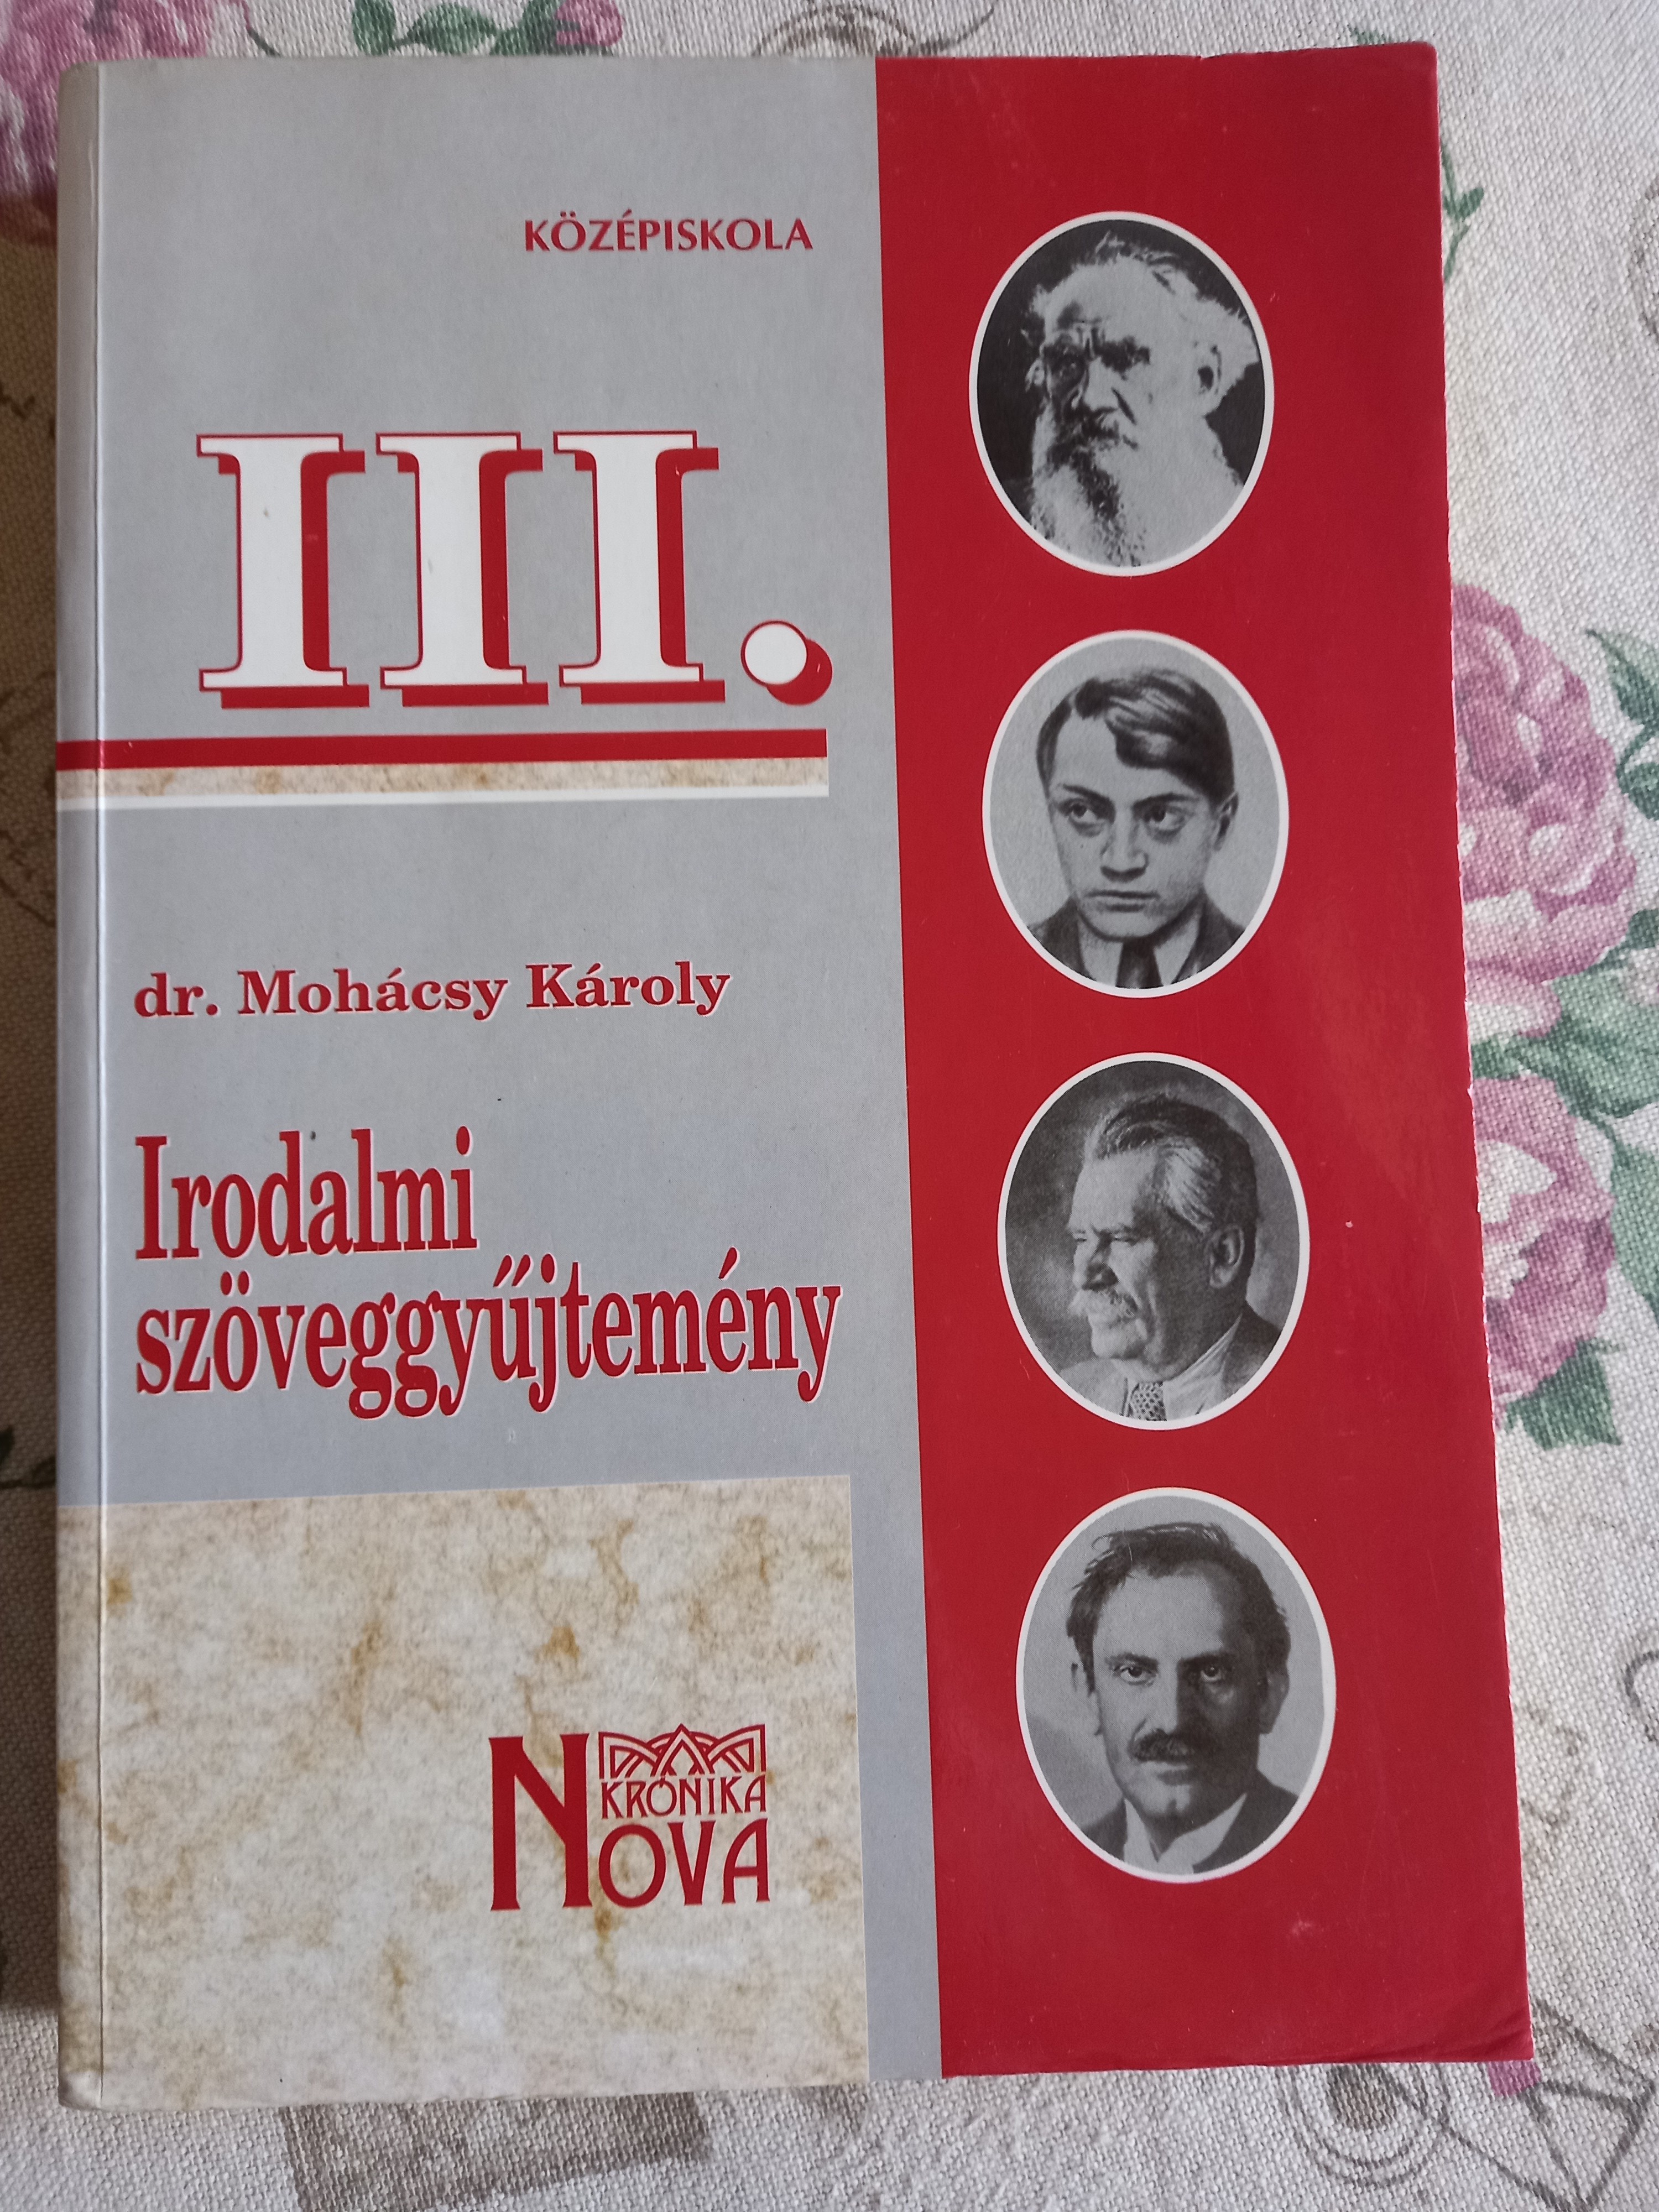 KÖZÉPISKOLA
III.
dr. Mohácsy Károly
Irodalmi
szöveggyűjtemény
KRÓNIKA
NOVA